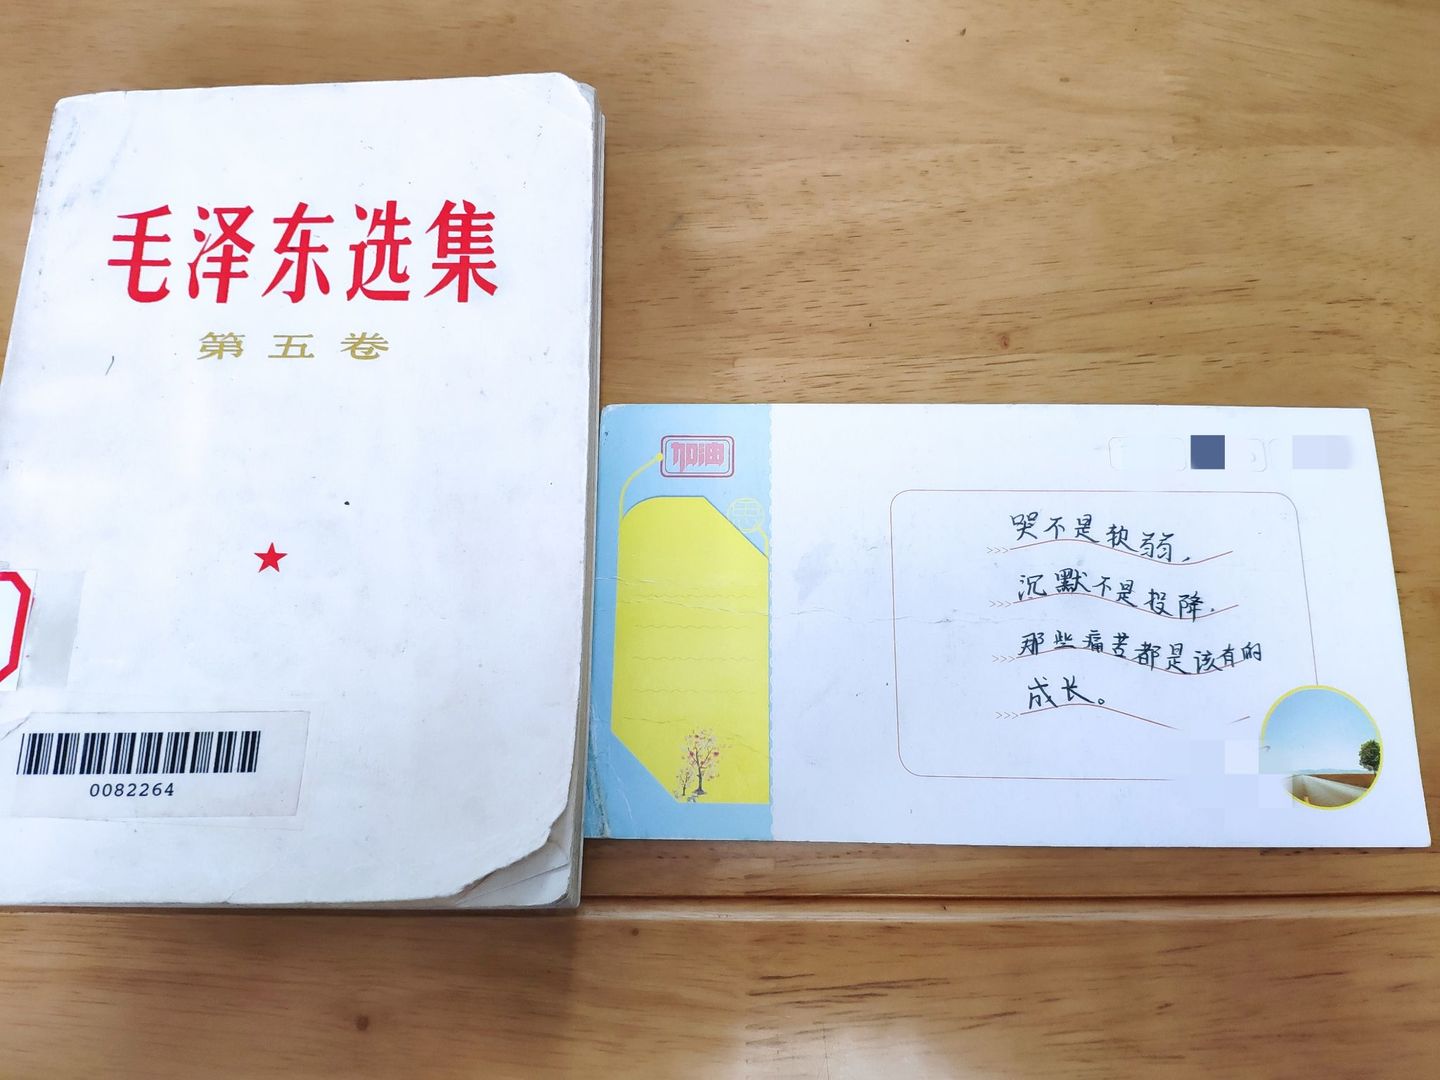 毛泽东选集
第五卷
0082264
加油
哭不是软弱,
沉默不是投降.
那些痛苦都是该有的
成长。